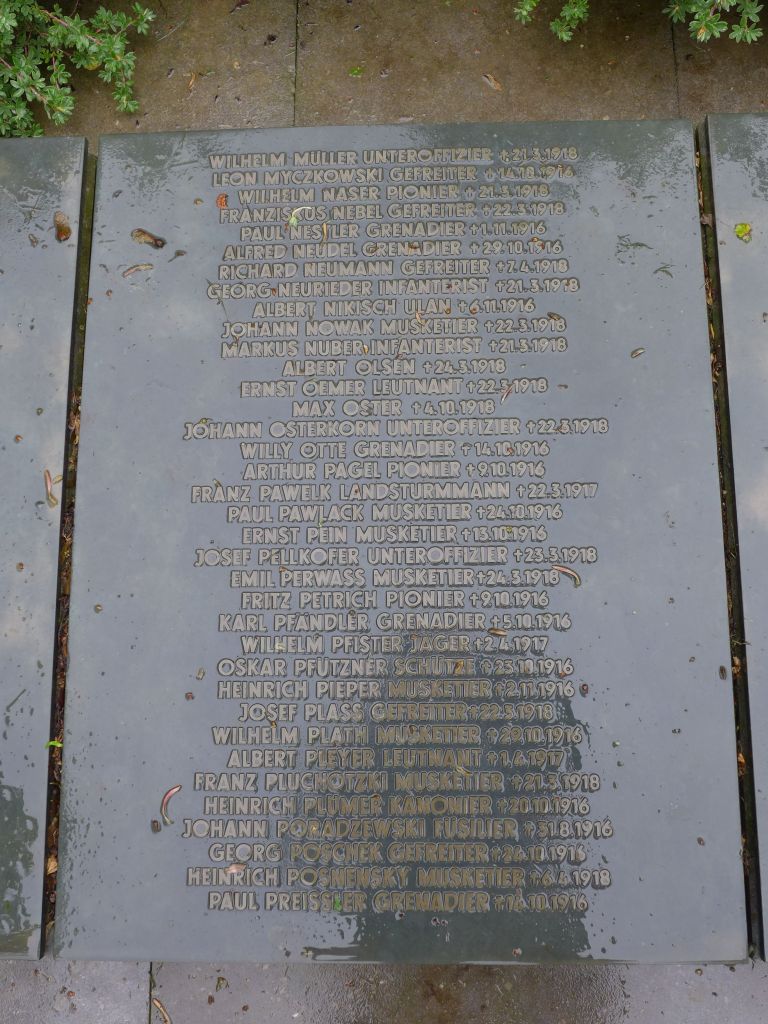 WILHELM MÜLLER UNTEROFFIZIER ✝21.3.1918
LEON MYCZKOWSKI GEFREITER ✝14.18.1916
WILHELM NASER PIONIER ✝21.3.1918
FRANZISKUS NEBEL GEFREITER ✝22.3.1918
PAUL NESTLER GRENADIER ✝1.11.1916
ALFRED NEUDEL GRENADIER ✝29.10.1916
RICHARD NEUMANN GEFREITER ✝7.4.1918
GEORG NEURIEDER INFANTERIST ✝21.3.1918
ALBERT NIKISCH ULAN ✝6.11.1916
JOHANN NOWAK MUSKETIER ✝22.3.1918
MARKUS NUBER INFANTERIST ✝21.3.1918
ALBERT OLSEN ✝24.3.1918
ERNST OEMER LEUTNANT ✝22.3.1918
MAX OSTER ✝4.10.1918
JOHANN OSTERKORN UNTEROFFIZIER ✝22.3.1918
WILLY OTTE GRENADIER ✝14.10.1916
ARTHUR PAGEL PIONIER ✝9.10.1916
FRANZ PAWELK LANDSTURMMANN ✝22.3.1917
PAUL PAWLACK MUSKETIER ✝24.10.1916
ERNST PEIN MUSKETIER ✝13.10.1916
JOSEF PELLKOFER UNTEROFFIZIER ✝23.3.1918
EMIL PERWASS MUSKETIER ✝24.3.1918
FRITZ PETRICH PIONIER ✝9.10.1916
KARL PFÄNDLER GRENADIER ✝5.10.1916
WILHELM PFISTER JÄGER ✝2.4.1917
OSKAR PFÜTZNER SCHÜTZE ✝23.10.1916
HEINRICH PIEPER MUSKETIER ✝2.11.1916
JOSEF PLASS GEFREITER ✝22.3.1918
WILHELM PLATH MUSKETIER ✝29.10.1916
ALBERT PLEYER LEUTNANT ✝1.4.1917
FRANZ PLUCHOTZKI MUSKETIER ✝21.3.1918
HEINRICH PLÜMER KANONIER ✝20.10.1916
JOHANN POGADZEWSKI FÜSILIER ✝31.8.1916
GEORG POSCHEK GEFREITER ✝24.10.1916
HEINRICH POSNENSKY MUSKETIER ✝6.4.1918
PAUL PREISSLER GRENADIER ✝16.10.1916